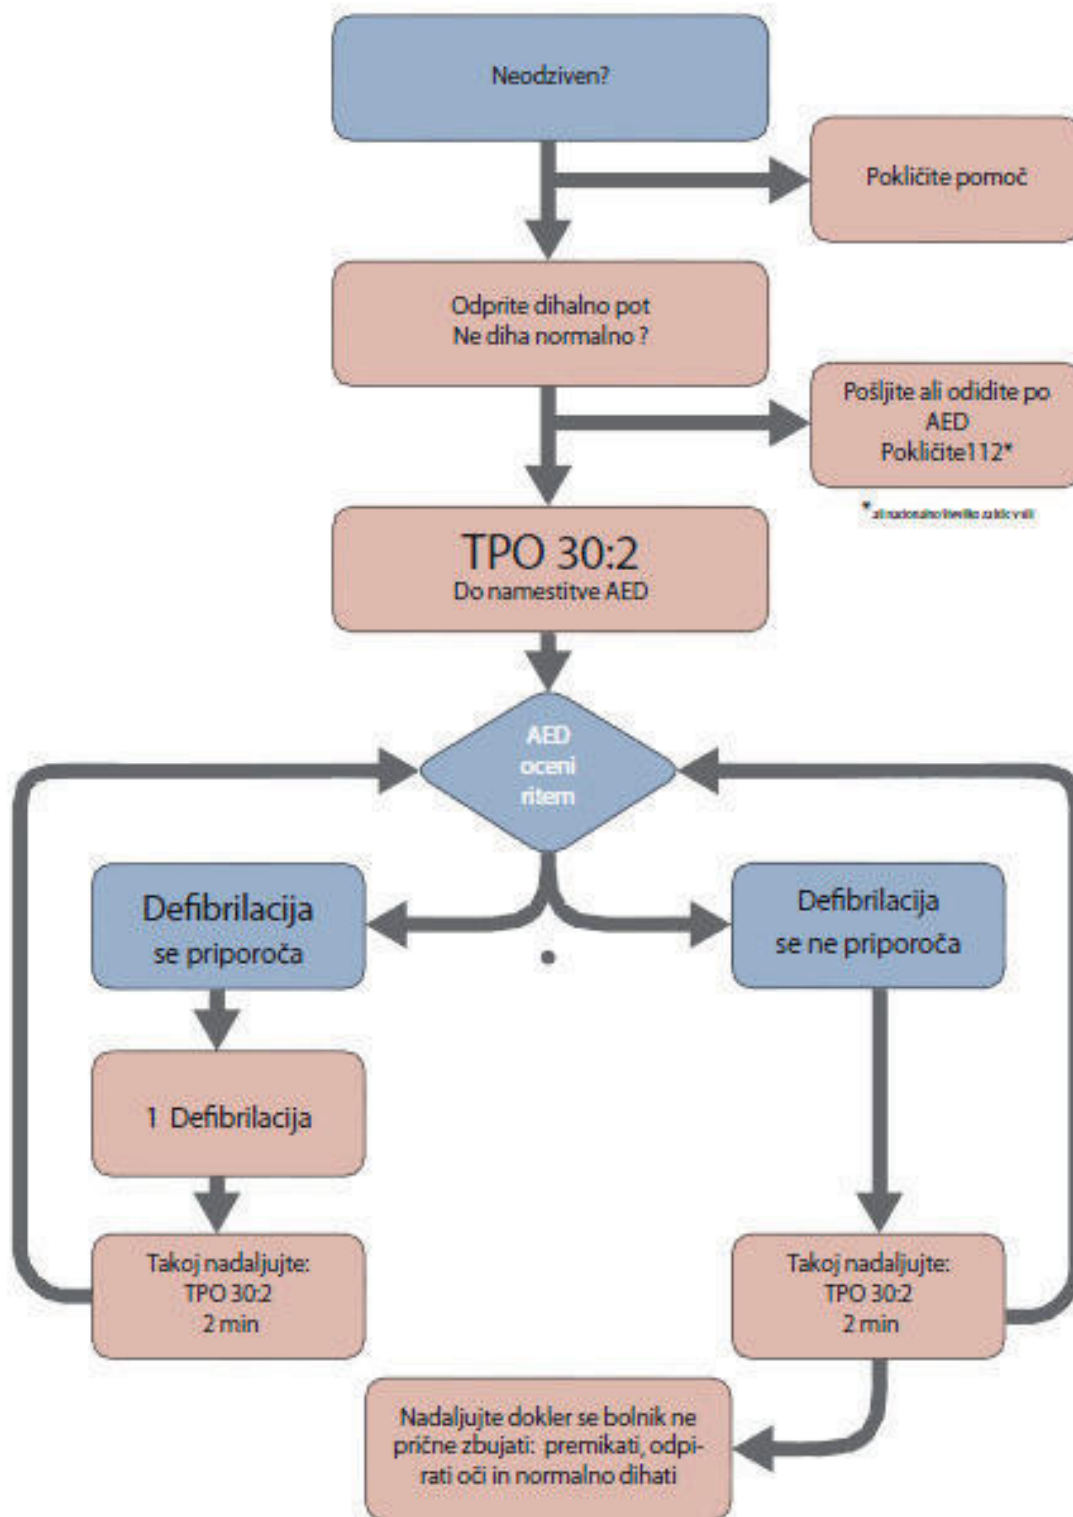 Neodziven?
Pokličite pomoč
Odprite dihalno pot
Ne diha normalno ?
Pošljite ali odidite po
AED
Pokličite112*
TPO 30:2
Do namestitve AED
AED
oceni
ritem
Defibrilacija
se priporoča
Defibrilacija
se ne priporoča
1 Defibrilacija
Takoj nadaljujte:
TPO 30:2
2 min
Takoj nadaljujte:
TPO 30:2
2 min
Nadaljujte dokler se bolnik ne
prične zbujati: premikati, odpi-
rati oči in normalno dihati